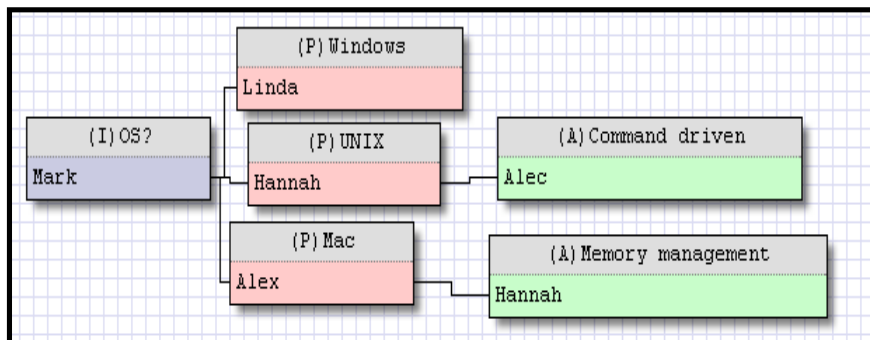 (P)Windows
Linda
(I)OS?
Mark
(P)UNIX
Hannah
(A)Command driven
Alec
(P)Mac
Alex
(A)Memory management
Hannah